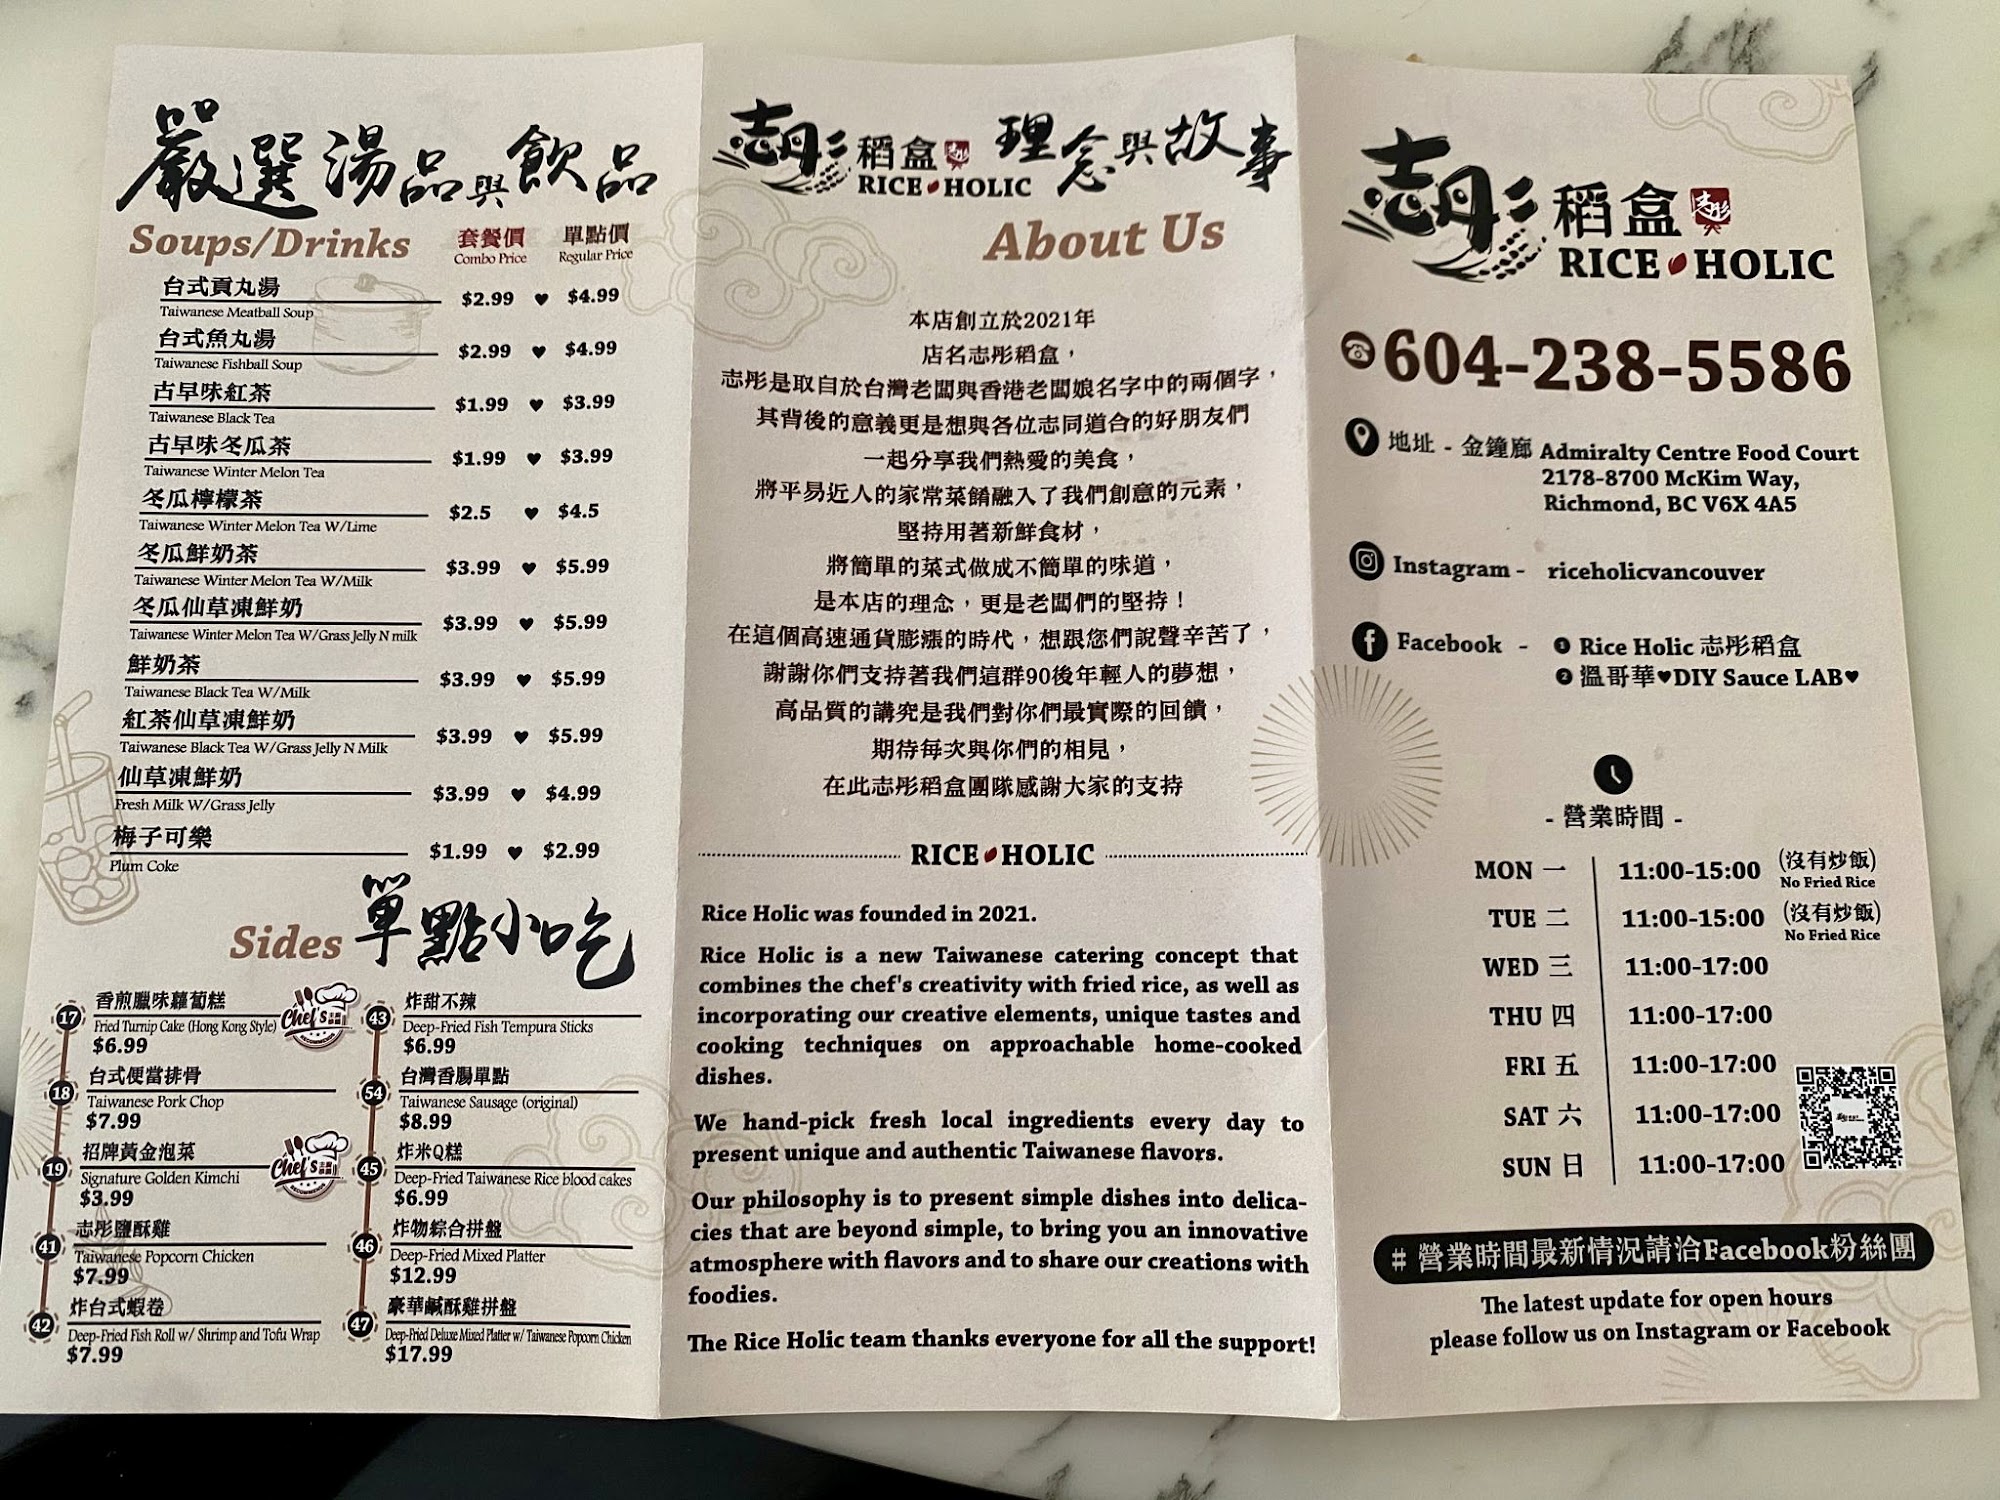 嚴選湯品與飲品
Soups/Drinks
套餐價 單點價
Combo Price Regular Price
台式貢丸湯
Taiwanese Meatball Soup
$2.99 ♥ $4.99
台式魚丸湯
Taiwanese Fishball Soup
$2.99 ♥ $4.99
古早味紅茶
Taiwanese Black Tea
$1.99 ♥ $3.99
古早味冬瓜茶
Taiwanese Winter Melon Tea
$1.99 ♥ $3.99
冬瓜檸檬茶
Taiwanese Winter Melon Tea W/Lime
$2.5 ♥ $4.5
冬瓜鮮奶茶
Taiwanese Winter Melon Tea W/Milk
$3.99 ♥ $5.99
冬瓜仙草凍鮮奶
Taiwanese Winter Melon Tea W/Grass Jelly N milk
$3.99 ♥ $5.99
鮮奶茶
Taiwanese Black Tea W/Milk
$3.99 ♥ $5.99
紅茶仙草凍鮮奶
Taiwanese Black Tea W/Grass Jelly N Milk
$3.99 ♥ $5.99
仙草凍鮮奶
Fresh Milk W/Grass Jelly
$3.99 ♥ $4.99
梅子可樂
Plum Coke
$1.99 ♥ $2.99
Sides 單點小吃
17 香煎臘味蘿蔔糕
Fried Turnip Cake (Hong Kong Style)
$6.99
Chef's
RECOMMENDED
18 台式便當排骨
Taiwanese Pork Chop
$7.99
19 招牌黃金泡菜
Signature Golden Kimchi
$3.99
Chef's
RECOMMENDED
41 志彤鹽酥雞
Taiwanese Popcorn Chicken
$7.99
42 炸台式蝦卷
Deep-Fried Fish Roll w/ Shrimp and Tofu Wrap
$7.99
43 炸甜不辣
Deep-Fried Fish Tempura Sticks
$6.99
54 台灣香腸單點
Taiwanese Sausage (original)
$8.99
45 炸米Q糕
Deep-Fried Taiwanese Rice blood cakes
$6.99
46 炸物綜合拼盤
Deep-Fried Mixed Platter
$12.99
47 豪華鹹酥雞拼盤
Deep-Fried Deluxe Mixed Platter w/ Taiwanese Popcorn Chicken
$17.99
志彤稻盒 志彤 理念與故事
RICE HOLIC
About Us
本店創立於2021年
店名志彤稻盒，
志彤是取自於台灣老闆與香港老闆娘名字中的兩個字，
其背後的意義更是想與各位志同道合的好朋友們
一起分享我們熱愛的美食，
將平易近人的家常菜餚融入了我們創意的元素，
堅持用著新鮮食材，
將簡單的菜式做成不簡單的味道，
是本店的理念，更是老闆們的堅持！
在這個高速通貨膨漲的時代，想跟您們說聲辛苦了，
謝謝你們支持著我們這群90後年輕人的夢想，
高品質的講究是我們對你們最實際的回饋，
期待每次與你們的相見，
在此志彤稻盒團隊感謝大家的支持
RICE HOLIC
Rice Holic was founded in 2021.
Rice Holic is a new Taiwanese catering concept that
combines the chef's creativity with fried rice, as well as
incorporating our creative elements, unique tastes and
cooking techniques on approachable home-cooked
dishes.
We hand-pick fresh local ingredients every day to
present unique and authentic Taiwanese flavors.
Our philosophy is to present simple dishes into delica-
cies that are beyond simple, to bring you an innovative
atmosphere with flavors and to share our creations with
foodies.
The Rice Holic team thanks everyone for all the support!
志彤稻盒 志彤
RICE HOLIC
604-238-5586
地址 - 金鐘廊 Admiralty Centre Food Court
2178-8700 McKim Way,
Richmond, BC V6X 4A5
Instagram - riceholicvancouver
Facebook - ❶ Rice Holic 志彤稻盒
❷ 溫哥華♥DIY Sauce LAB♥
- 營業時間 -
MON 一 11:00-15:00 (沒有炒飯)
No Fried Rice
TUE 二 11:00-15:00 (沒有炒飯)
No Fried Rice
WED 三 11:00-17:00
THU 四 11:00-17:00
FRI 五 11:00-17:00
SAT 六 11:00-17:00
SUN 日 11:00-17:00
# 營業時間最新情況請洽Facebook粉絲團
The latest update for open hours
please follow us on Instagram or Facebook